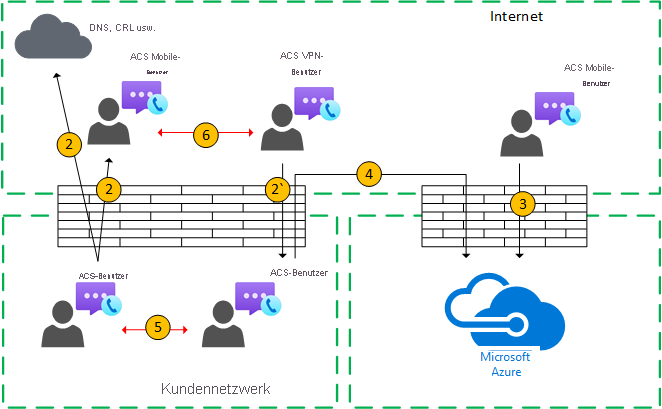 Internet
DNS, CRL usw.
ACS Mobile-
Benutzer
ACS VPN-
Benutzer
ACS Mobile-
Benutzer
2
6
4
2
2`
3
ACS-Benutzer
ACS-Benutzer
5
Microsoft
Azure
Kundennetzwerk